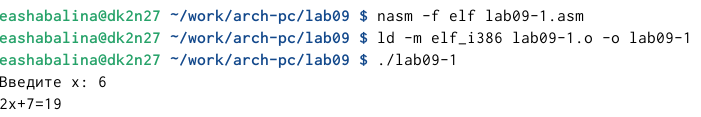 eashabalina@dk2n27 ~/work/arch-pc/lab09 $ nasm -f elf lab09-1.asm
eashabalina@dk2n27 ~/work/arch-pc/lab09 $ ld -m elf_i386 lab09-1.o -o lab09-1
eashabalina@dk2n27 ~/work/arch-pc/lab09 $ ./lab09-1
Введите x: 6
2x+7=19